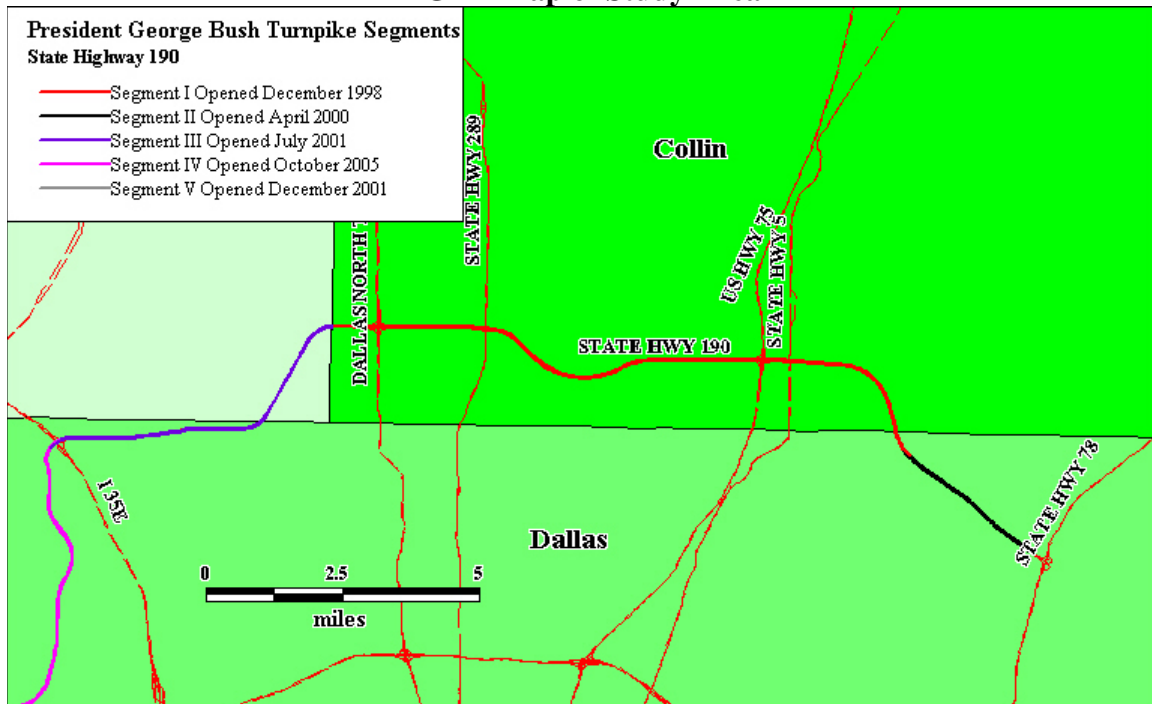 President George Bush Turnpike Segments
State Highway 190
Segment I Opened December 1998
Segment II Opened April 2000
Segment III Opened July 2001
Segment IV Opened October 2005
Segment V Opened December 2001
STATE HWY 289
Collin
US HWY 75
STATE HWY 5
DALLAS NORTH
STATE HWY 190
I 35E
STATE HWY 78
Dallas
0 2.5 5
miles